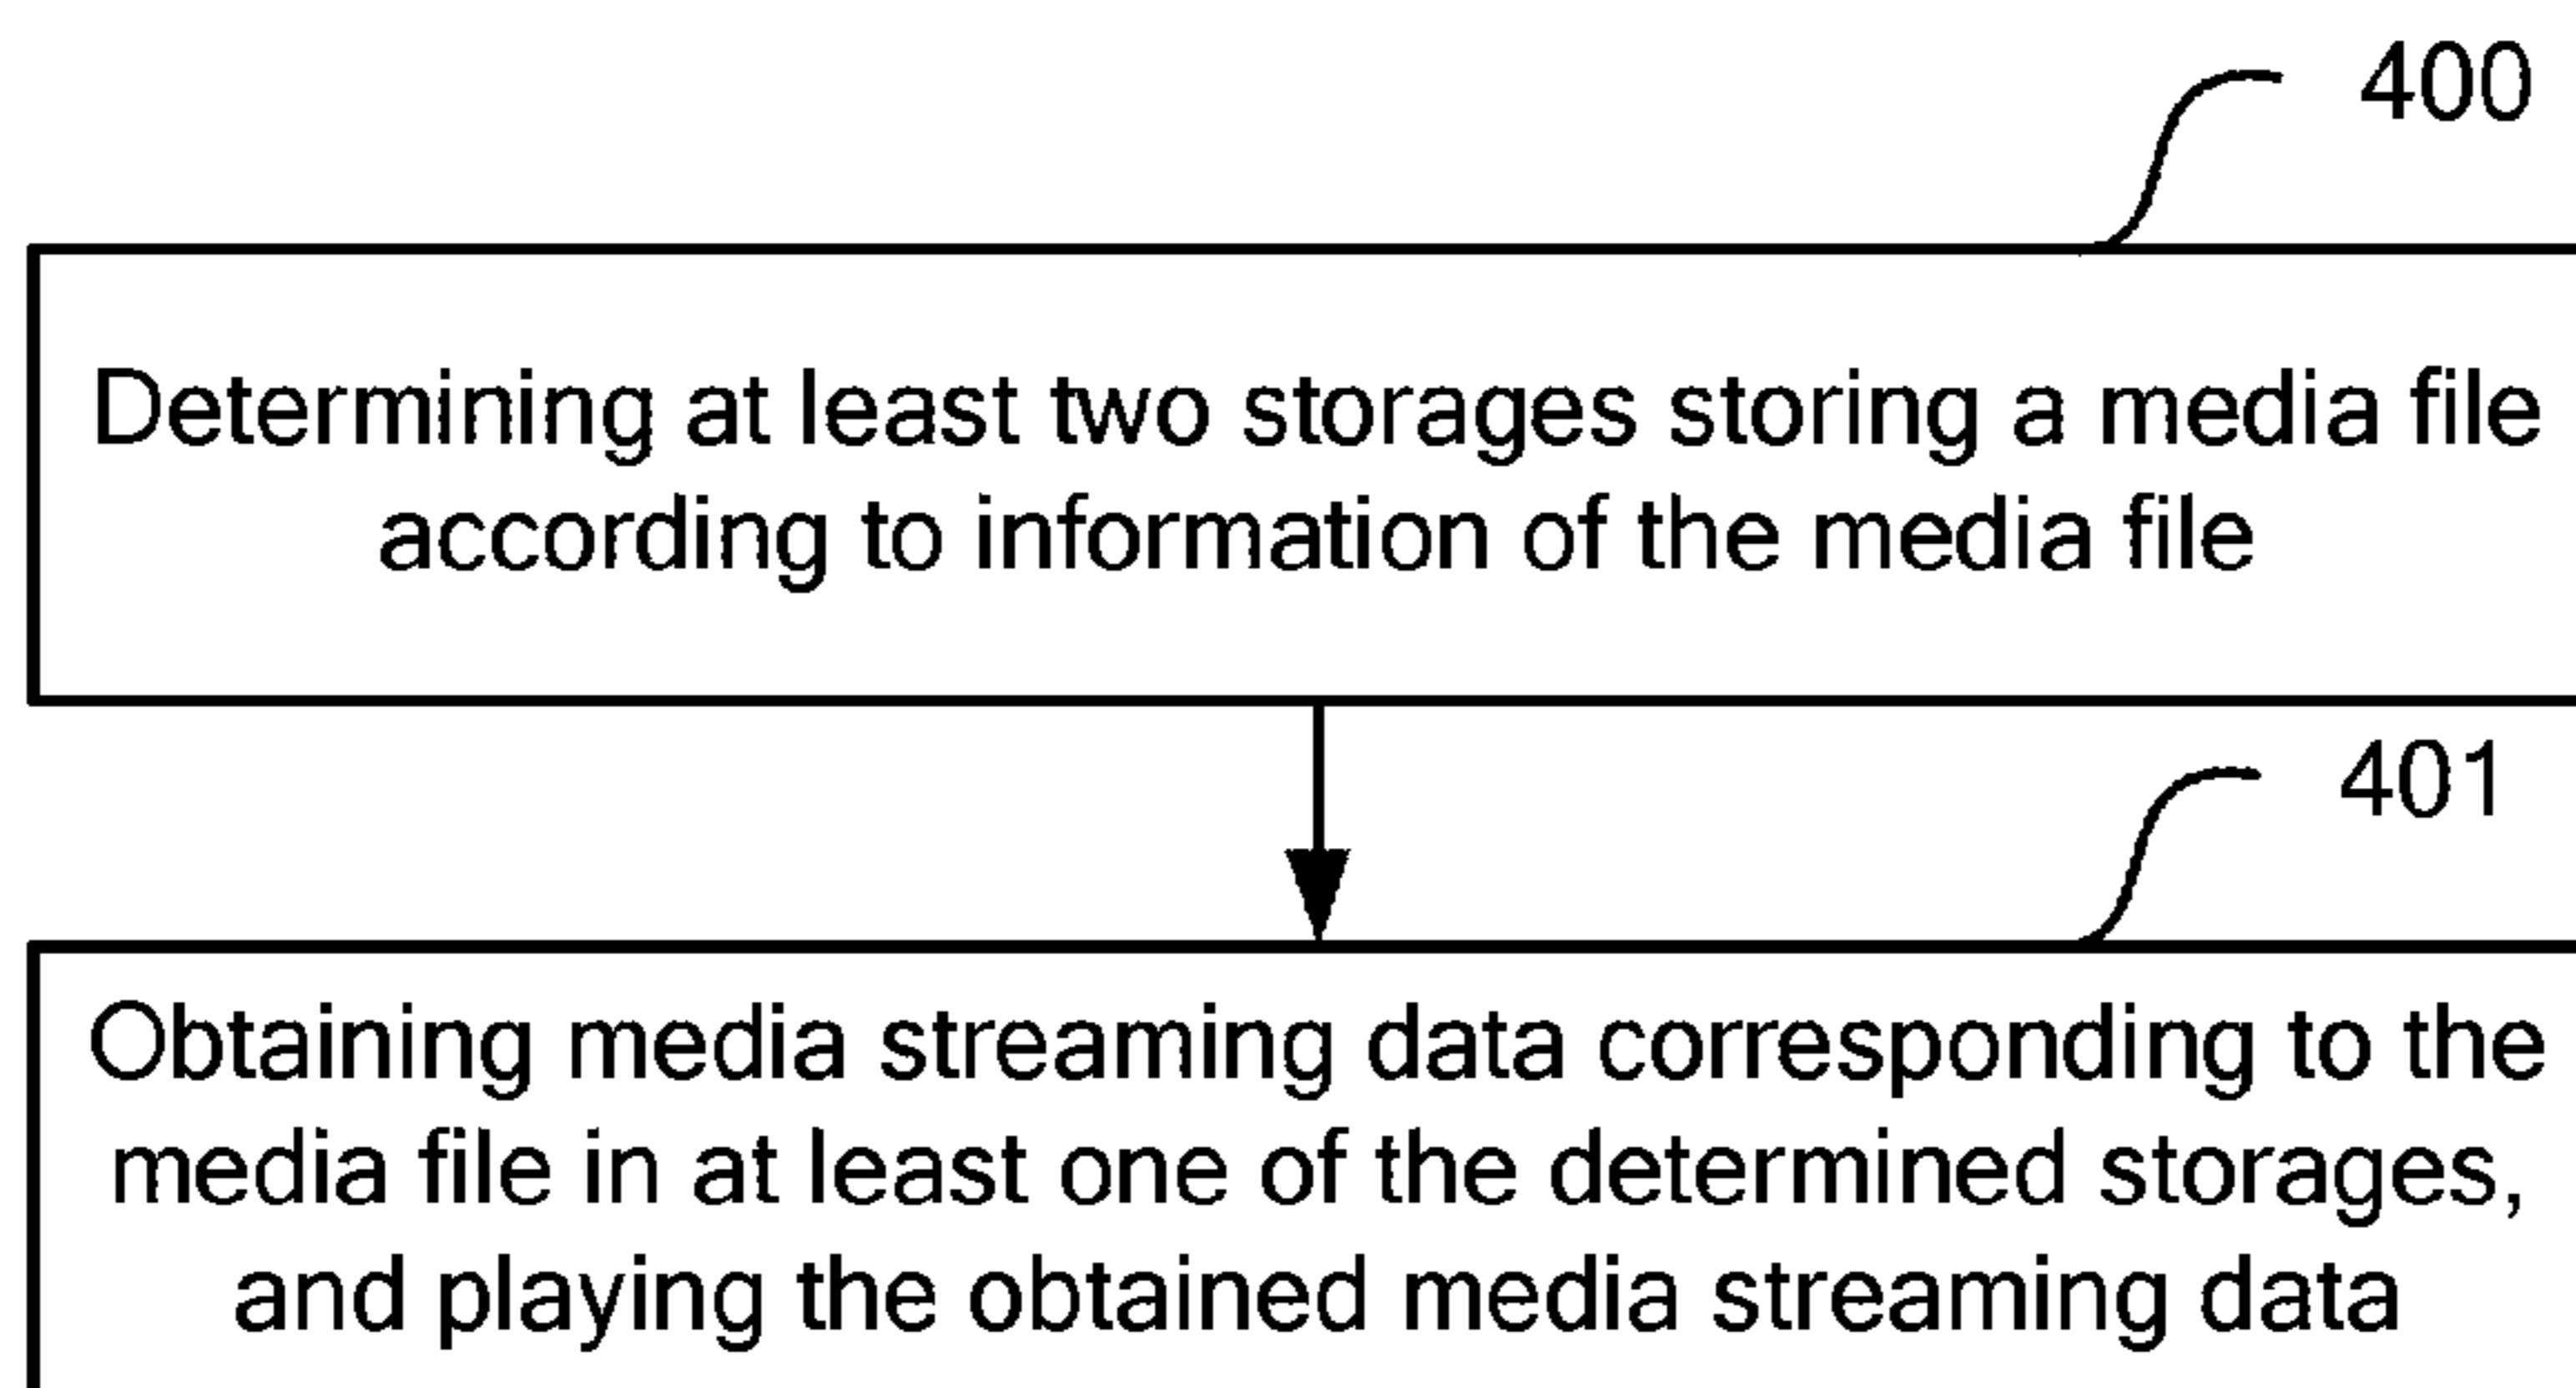 400
Determining at least two storages storing a media file
according to information of the media file
401
Obtaining media streaming data corresponding to the
media file in at least one of the determined storages,
and playing the obtained media streaming data